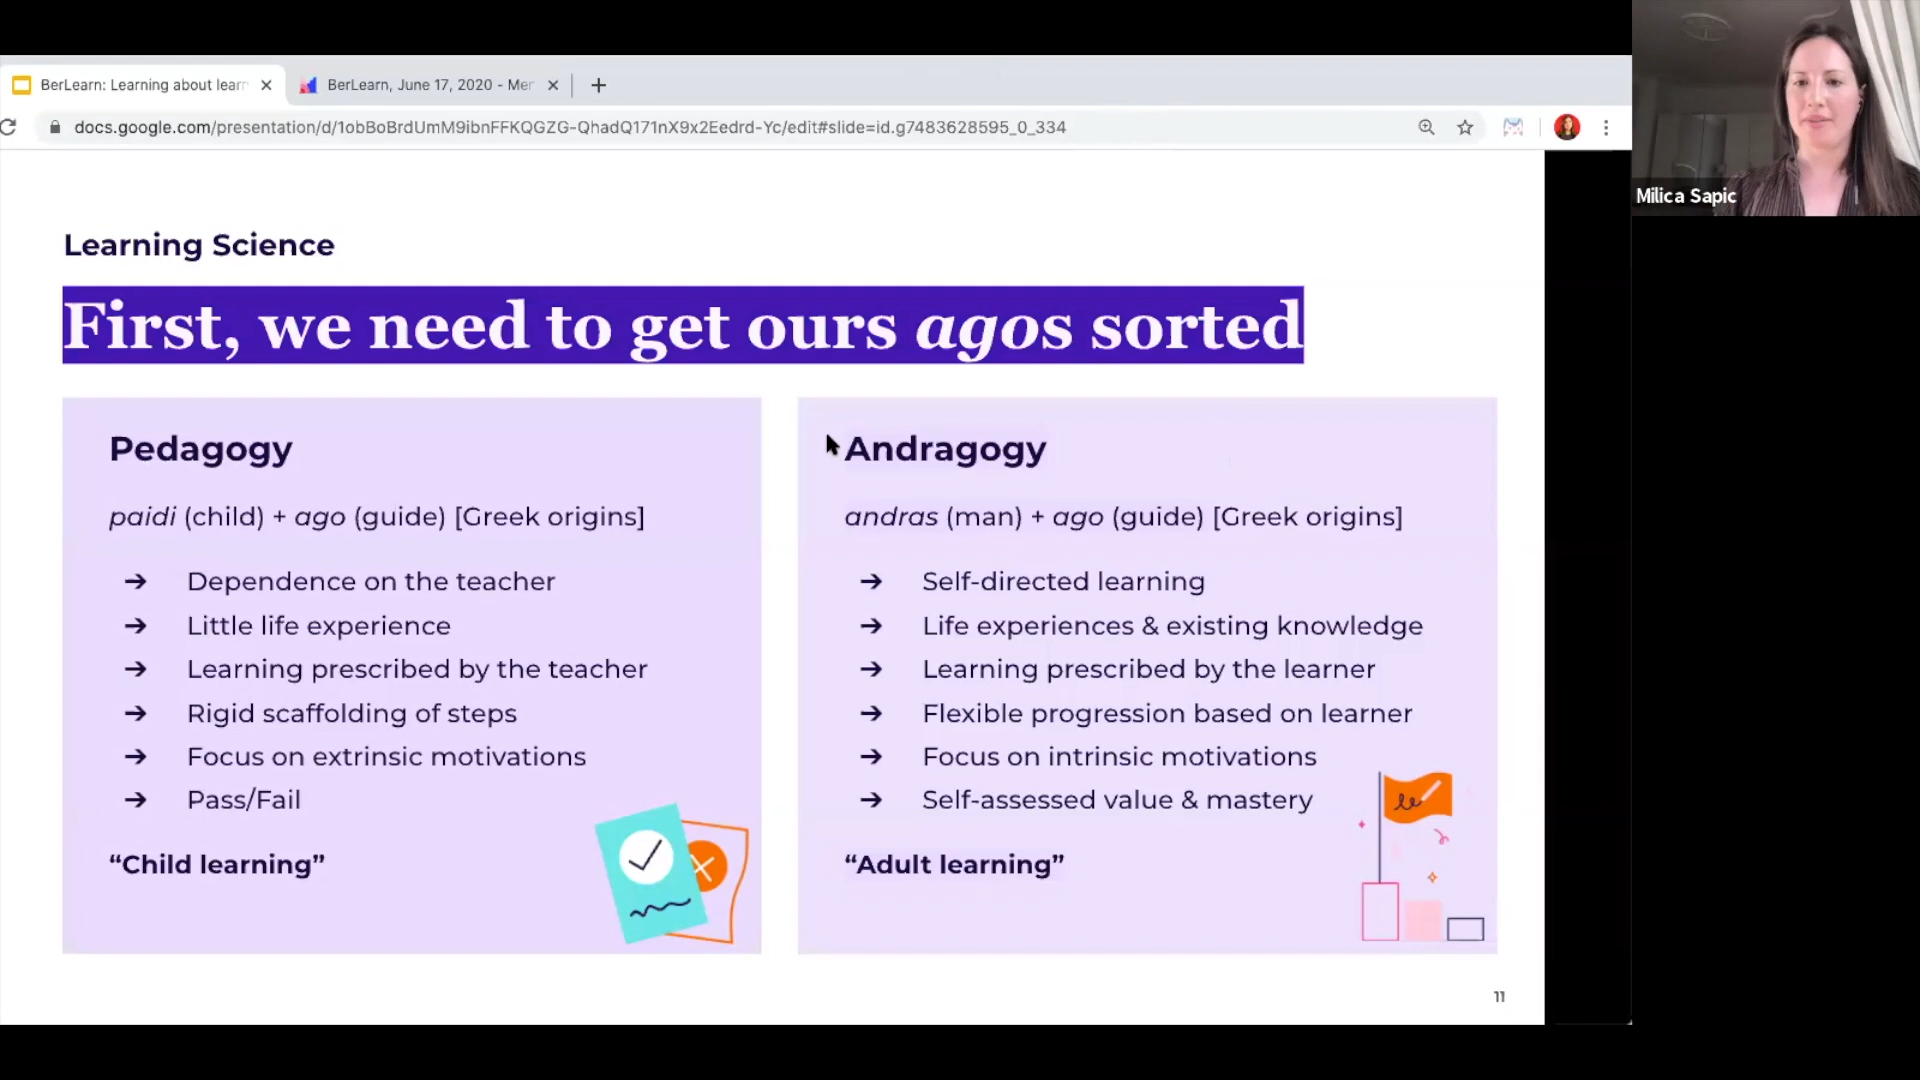 BerLearn: Learning about lear
BerLearn, June 17, 2020 - Mer
docs.google.com/presentation/d/1obBoBrdUmM9ibnFFKQGZG-QhadQ171nX9x2Eedrd-Yc/edit#slide=id.g7483628595_0_334
Milica Sapic
Learning Science
First, we need to get ours agos sorted
Pedagogy
paidi (child) + ago (guide) [Greek origins]
➔ Dependence on the teacher
➔ Little life experience
➔ Learning prescribed by the teacher
➔ Rigid scaffolding of steps
➔ Focus on extrinsic motivations
➔ Pass/Fail
“Child learning”
Andragogy
andras (man) + ago (guide) [Greek origins]
➔ Self-directed learning
➔ Life experiences & existing knowledge
➔ Learning prescribed by the learner
➔ Flexible progression based on learner
➔ Focus on intrinsic motivations
➔ Self-assessed value & mastery
“Adult learning”
11